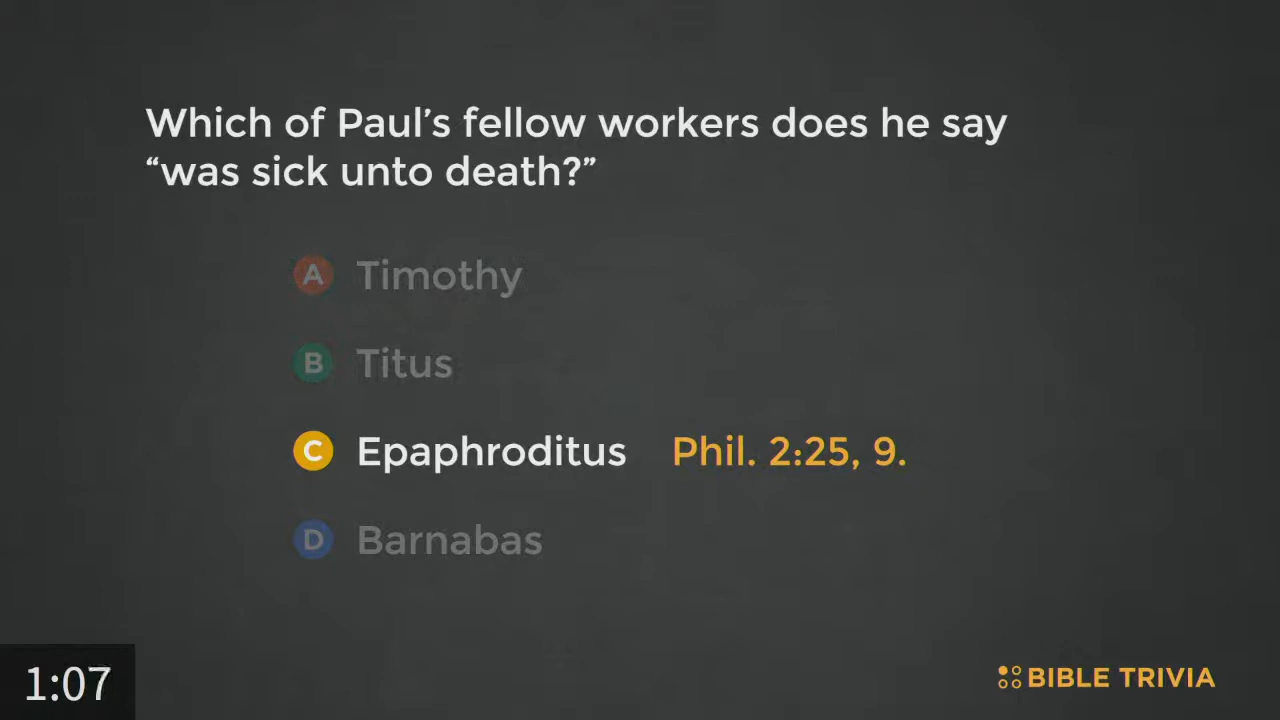 Which of Paul’s fellow workers does he say
“was sick unto death?”
A Timothy
B Titus
C Epaphroditus Phil. 2:25, 9.
D Barnabas
1:07
BIBLE TRIVIA